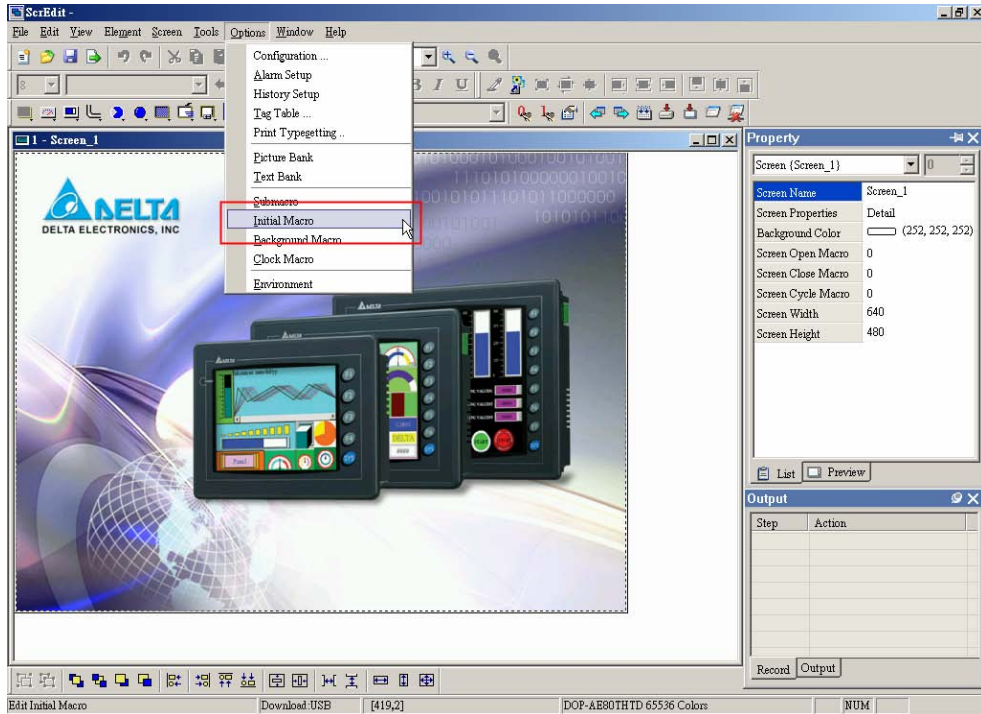 ScrEdit -
File Edit View Element Screen Tools Options Window Help
Configuration ...
Alarm Setup
History Setup
Tag Table ...
Print Typegetting ..
Picture Bank
Text Bank
Submacro
Initial Macro
Background Macro
Clock Macro
Environment
8
B I U
1 - Screen_1
DELTA
DELTA ELECTRONICS, INC
Property
Screen {Screen_1}
0
Screen Name Screen_1
Screen Properties Detail
Background Color (252, 252, 252)
Screen Open Macro 0
Screen Close Macro 0
Screen Cycle Macro 0
Screen Width 640
Screen Height 480
List Preview
Output
Step Action
Record Output
Edit Initial Macro Download:USB [419,2] DOP-AE80THTD 65536 Colors NUM